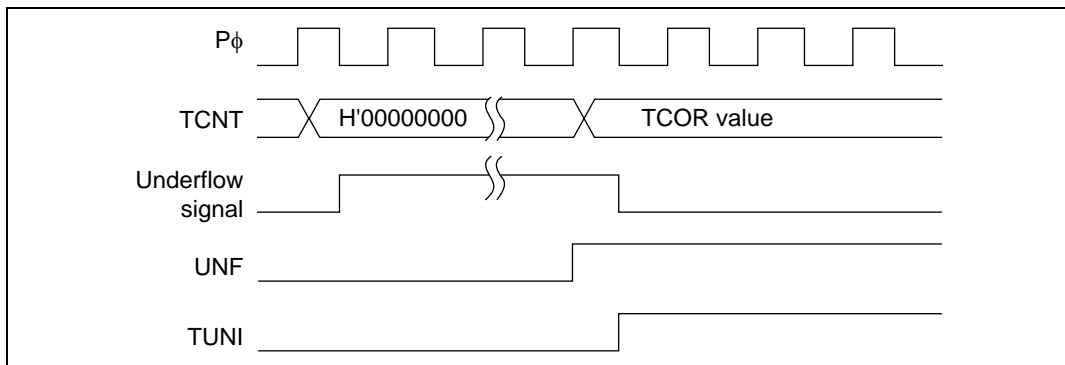 Pϕ
TCNT
H'00000000
TCOR value
Underflow
signal
UNF
TUNI